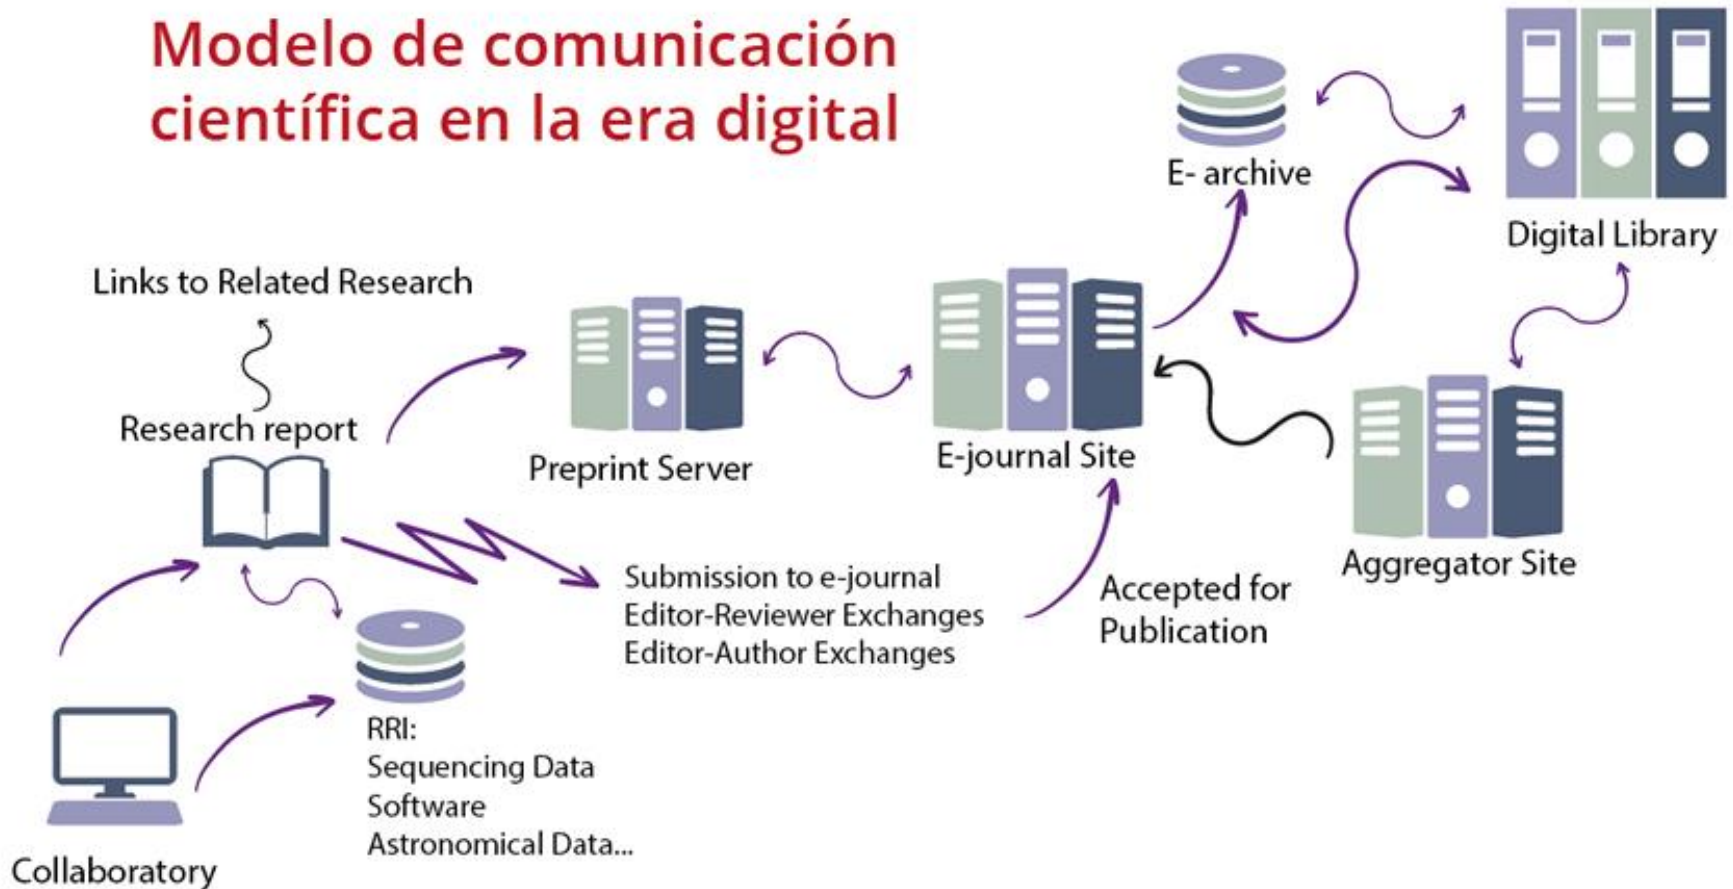 Modelo de comunicación
científica en la era digital
E- archive
Digital Library
Links to Related Research
Research report
Preprint Server
E-journal Site
Aggregator Site
Submission to e-journal
Editor-Reviewer Exchanges
Editor-Author Exchanges
Accepted for
Publication
RRI:
Sequencing Data
Software
Astronomical Data...
Collaboratory